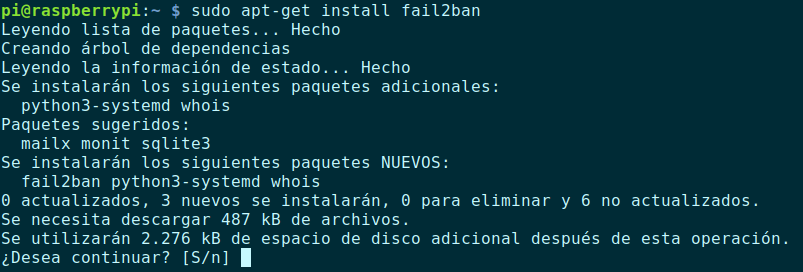 pi@raspberrypi:~ $ sudo apt-get install fail2ban
Leyendo lista de paquetes... Hecho
Creando árbol de dependencias
Leyendo la información de estado... Hecho
Se instalarán los siguientes paquetes adicionales:
  python3-systemd whois
Paquetes sugeridos:
  mailx monit sqlite3
Se instalarán los siguientes paquetes NUEVOS:
  fail2ban python3-systemd whois
0 actualizados, 3 nuevos se instalarán, 0 para eliminar y 6 no actualizados.
Se necesita descargar 487 kB de archivos.
Se utilizarán 2.276 kB de espacio de disco adicional después de esta operación.
¿Desea continuar? [S/n]